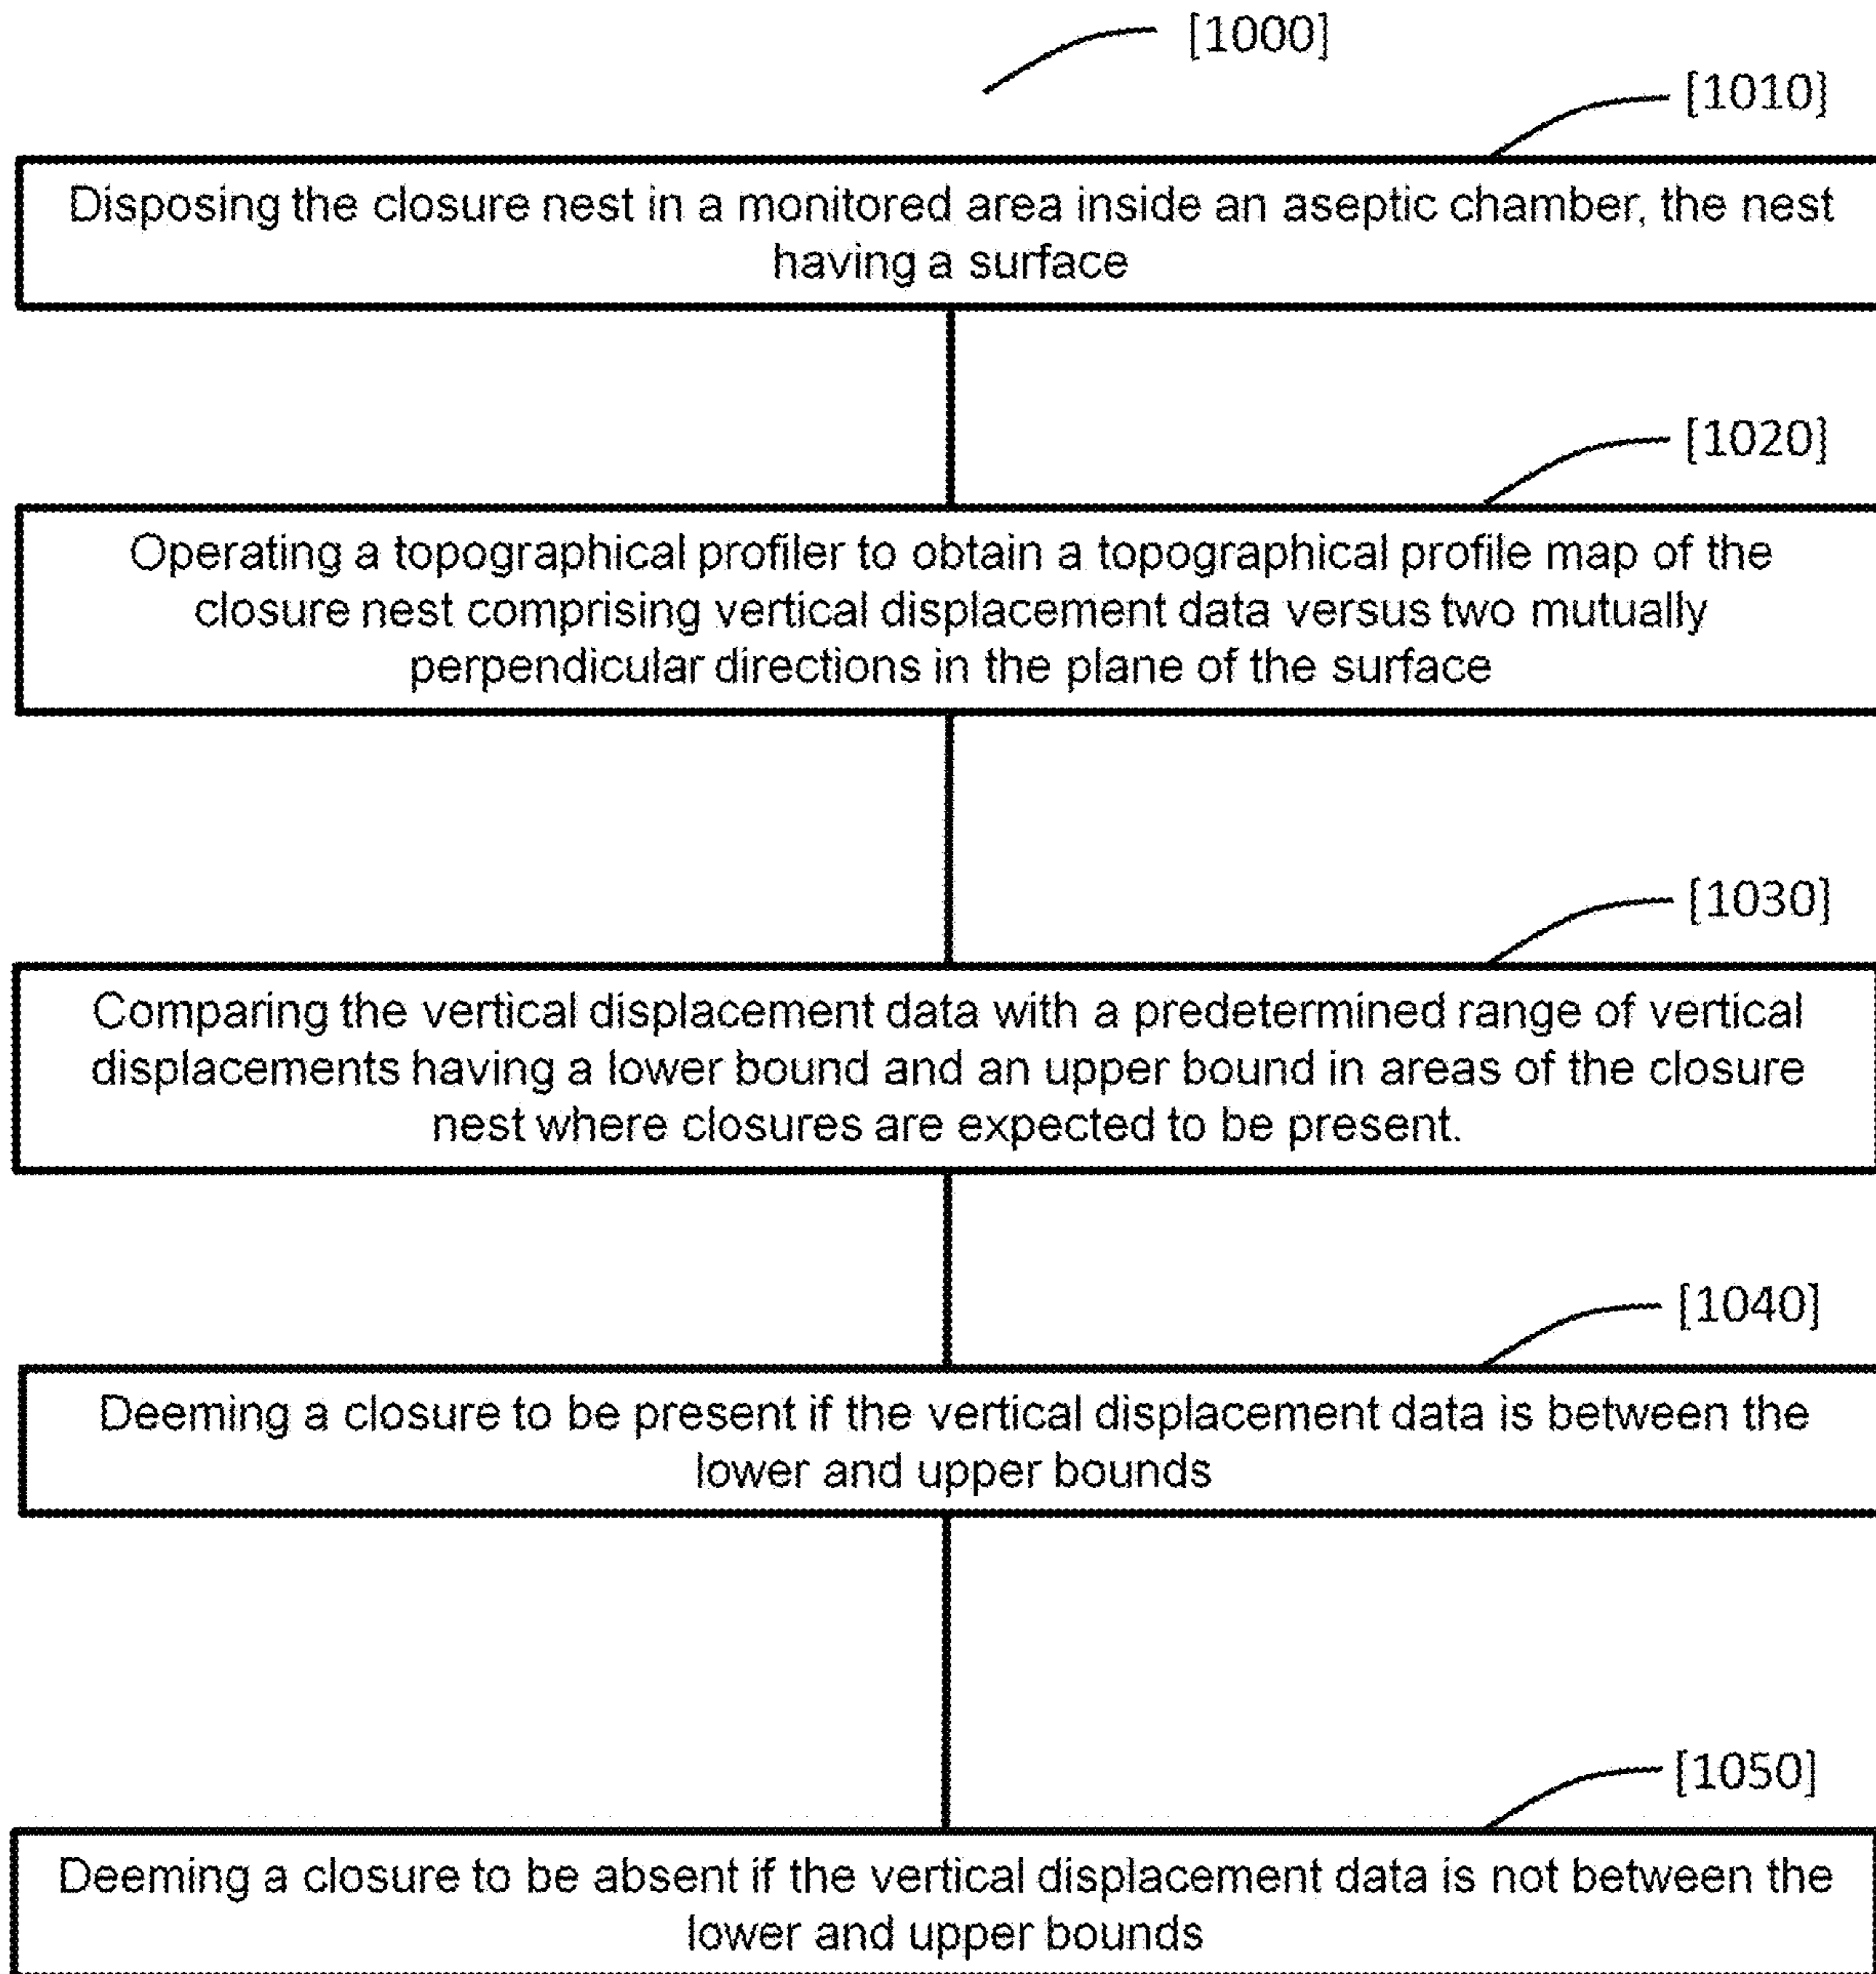 [1000]
[1010]
Disposing the closure nest in a monitored area inside an aseptic chamber, the nest
having a surface
[1020]
Operating a topographical profiler to obtain a topographical profile map of the
closure nest comprising vertical displacement data versus two mutually
perpendicular directions in the plane of the surface
[1030]
Comparing the vertical displacement data with a predetermined range of vertical
displacements having a lower bound and an upper bound in areas of the closure
nest where closures are expected to be present.
[1040]
Deeming a closure to be present if the vertical displacement data is between the
lower and upper bounds
[1050]
Deeming a closure to be absent if the vertical displacement data is not between the
lower and upper bounds